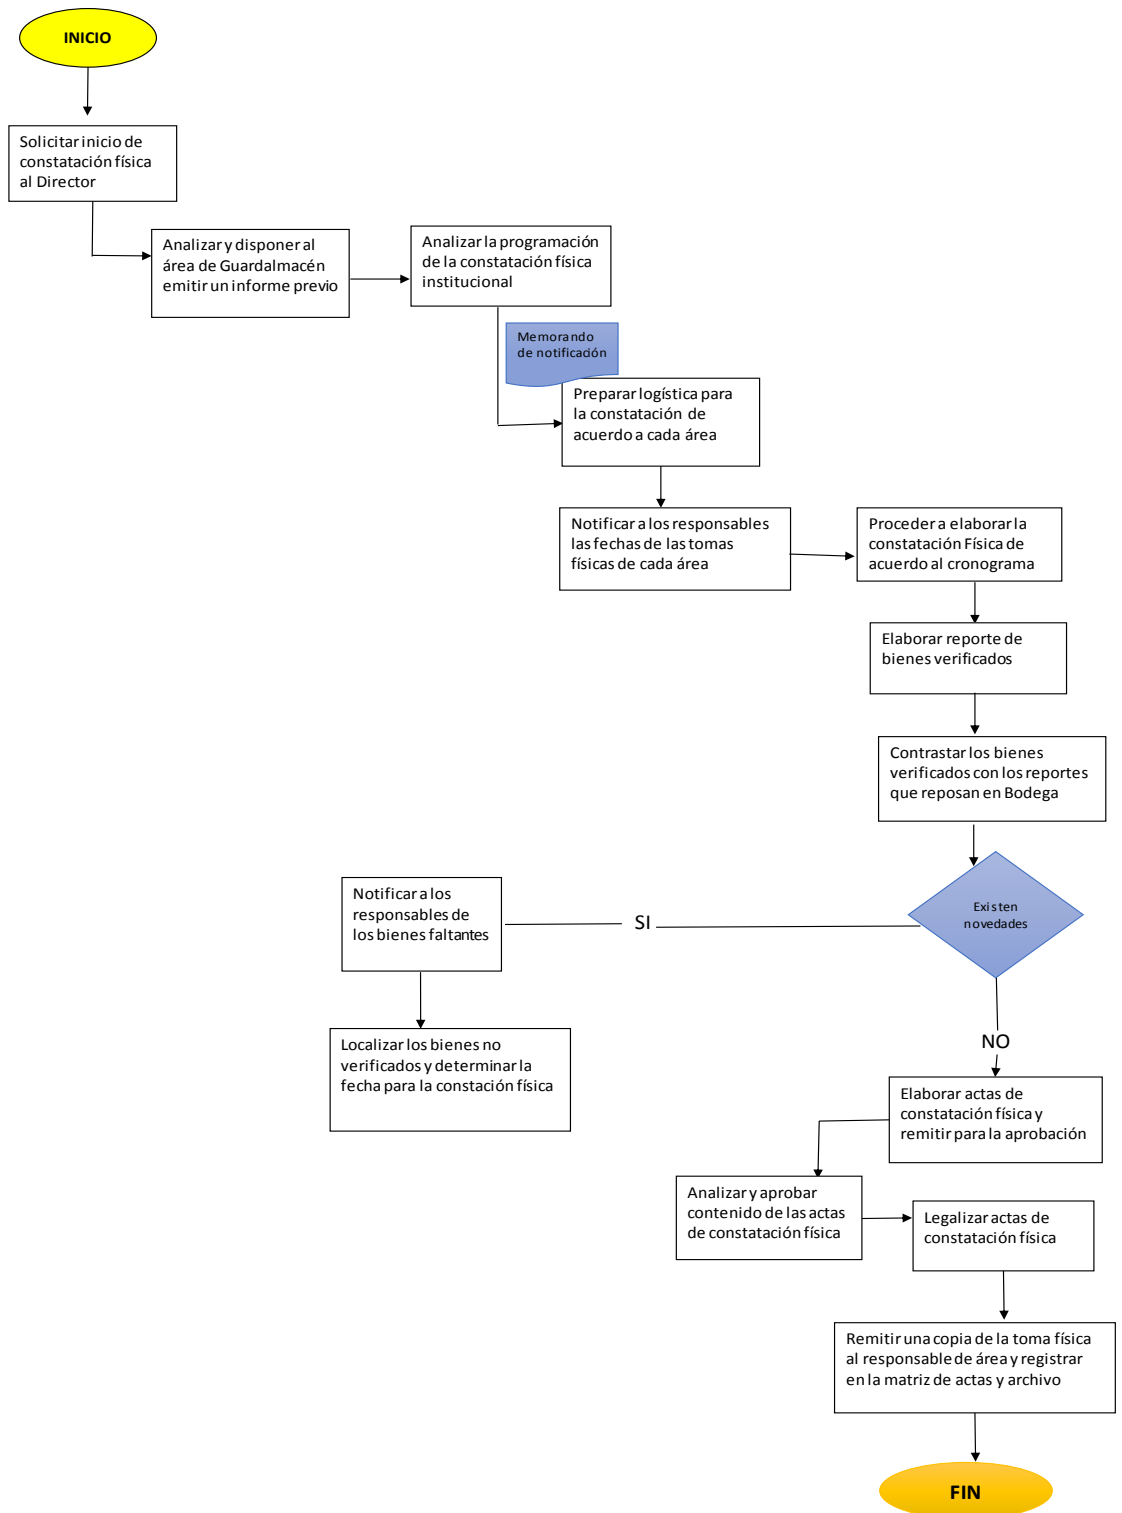 INICIO
Solicitar inicio de
constatación física
al Director
Analizar y disponer al
área de Guardalmacén
emitir un informe previo
Analizar la programación
de la constatación física
institucional
Memorando
de notificación
Preparar logística para
la constatación de
acuerdo a cada área
Notificar a los responsables
las fechas de las tomas
físicas de cada área
Proceder a elaborar la
constatación Física de
acuerdo al cronograma
Elaborar reporte de
bienes verificados
Contrastar los bienes
verificados con los reportes
que reposan en Bodega
Existen
novedades
SI
Notificar a los
responsables de
los bienes faltantes
Localizar los bienes no
verificados y determinar la
fecha para la constación física
NO
Elaborar actas de
constatación física y
remitir para la aprobación
Analizar y aprobar
contenido de las actas
de constatación física
Legalizar actas de
constatación física
Remitir una copia de la toma física
al responsable de área y registrar
en la matriz de actas y archivo
FIN